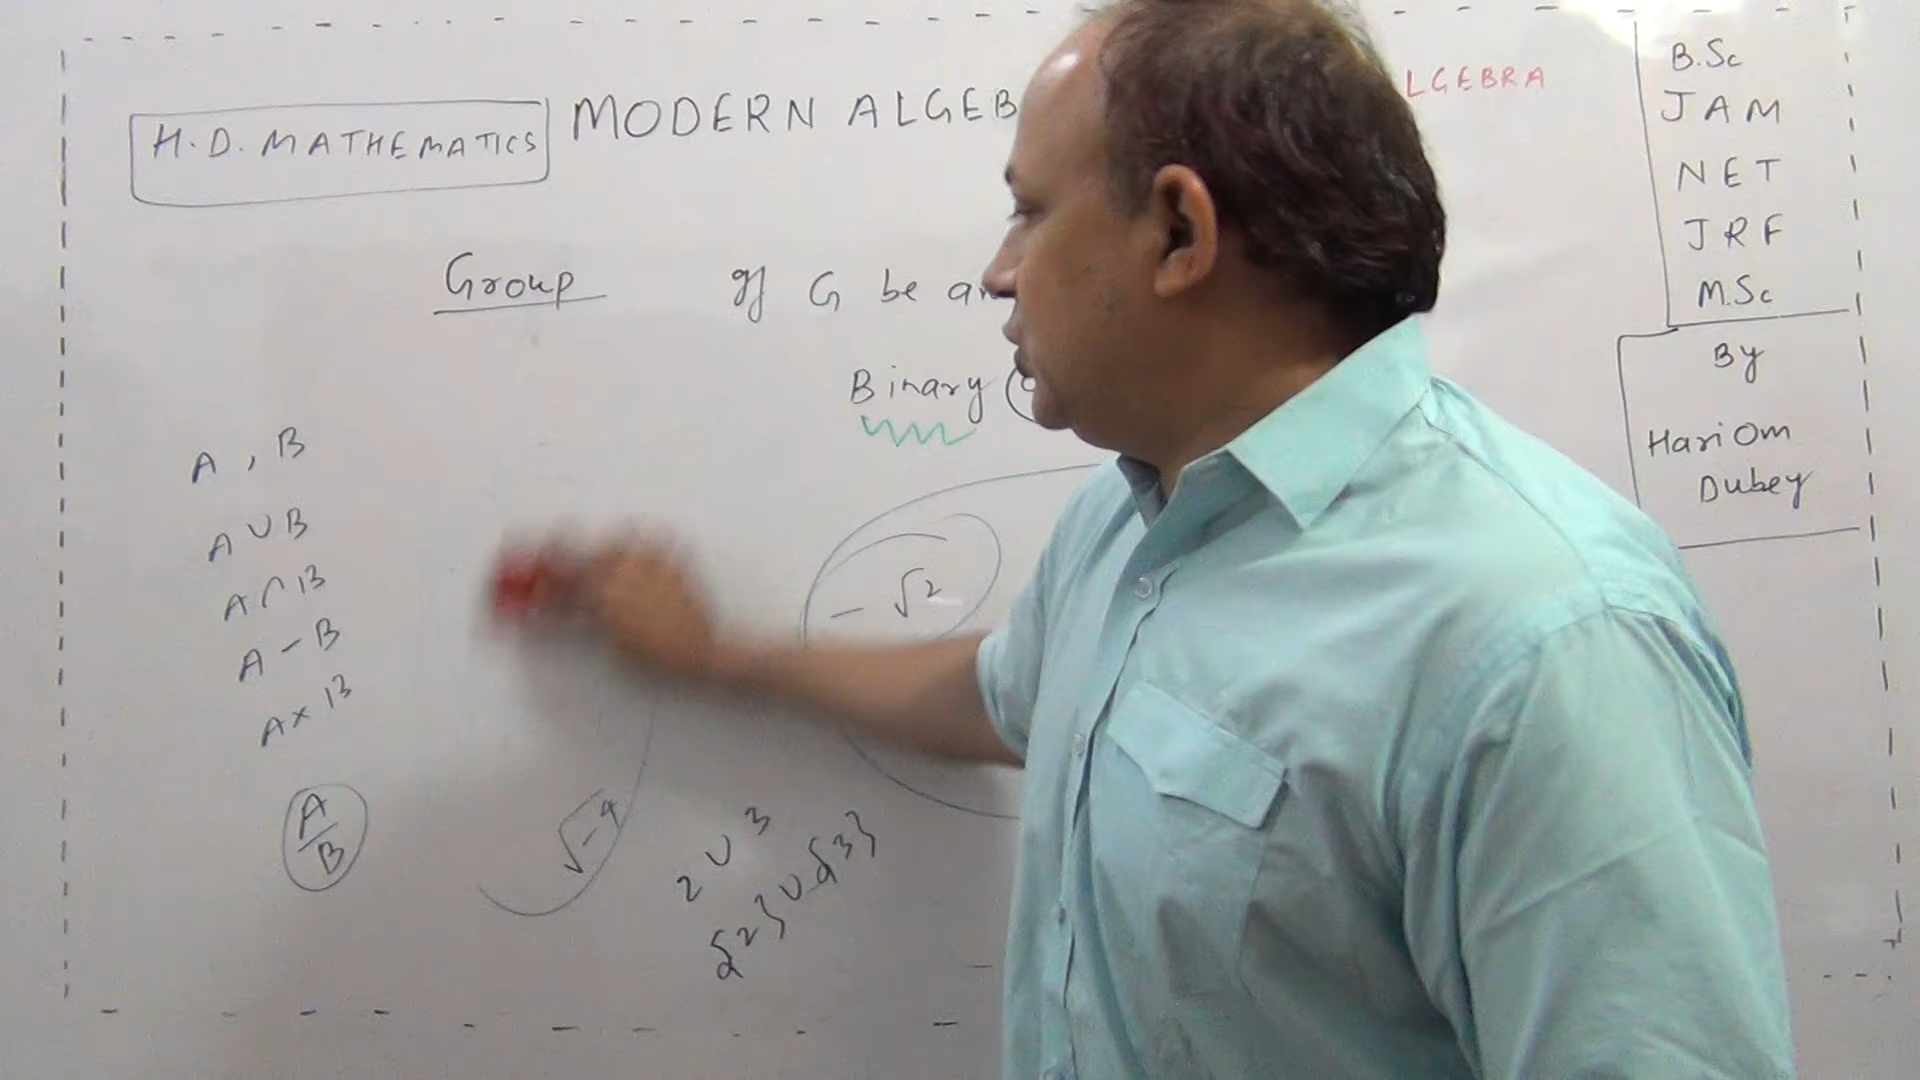 H.D. MATHEMATICS
MODERN ALGEB
LGEBRA
B.Sc
JAM
NET
JRF
M.Sc
By
HariOm
Dubey
Group
If G be an
Binary
A , B
A ∪ B
A ∩ B
A - B
A × B
A
B
- √2
√-4
2 ∪ 3
{2} ∪ {3}